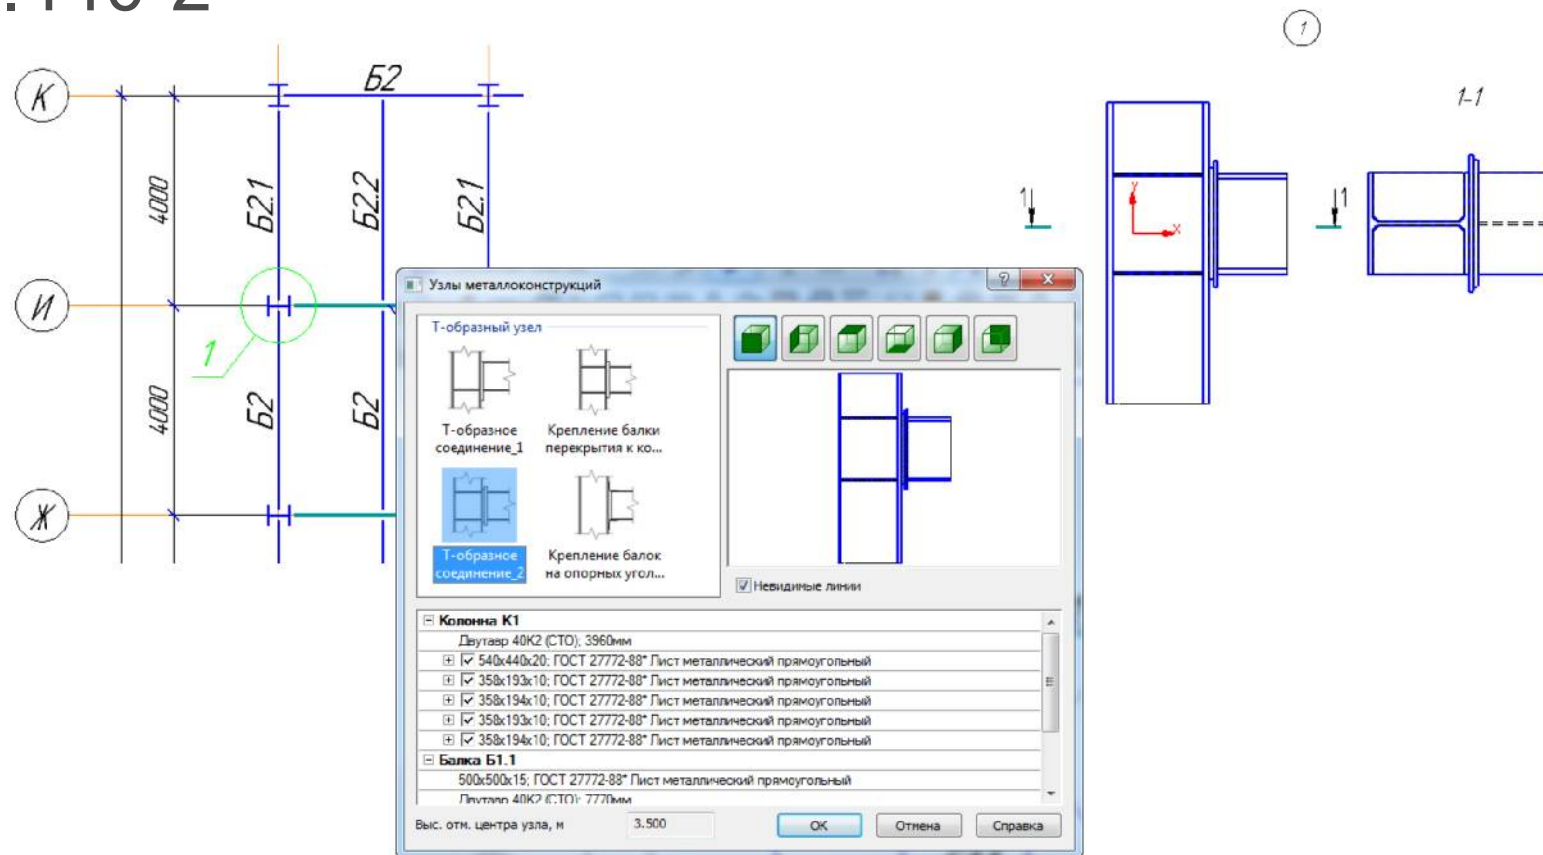 1
К
Б2
1-1
4000
Б2.1
Б2.2
Б2.1
1
Y
X
1
И
1
4000
Б2
Б2
Ж
Узлы металлоконструкций
?
X
Т-образный узел
Т-образное
соединение_1
Крепление балки
перекрытия к ко...
Т-образное
соединение_2
Крепление балок
на опорных угол...
Невидимые линии
Колонна К1
Двутавр 40К2 (СТО); 3960мм
540x440x20; ГОСТ 27772-88* Лист металлический прямоугольный
358x193x10; ГОСТ 27772-88* Лист металлический прямоугольный
358x194x10; ГОСТ 27772-88* Лист металлический прямоугольный
358x193x10; ГОСТ 27772-88* Лист металлический прямоугольный
358x194x10; ГОСТ 27772-88* Лист металлический прямоугольный
Балка Б1.1
500x500x15; ГОСТ 27772-88* Лист металлический прямоугольный
Двутавр 40К2 (СТО); 7770мм
Выс. отм. центра узла, м
3.500
ОК
Отмена
Справка